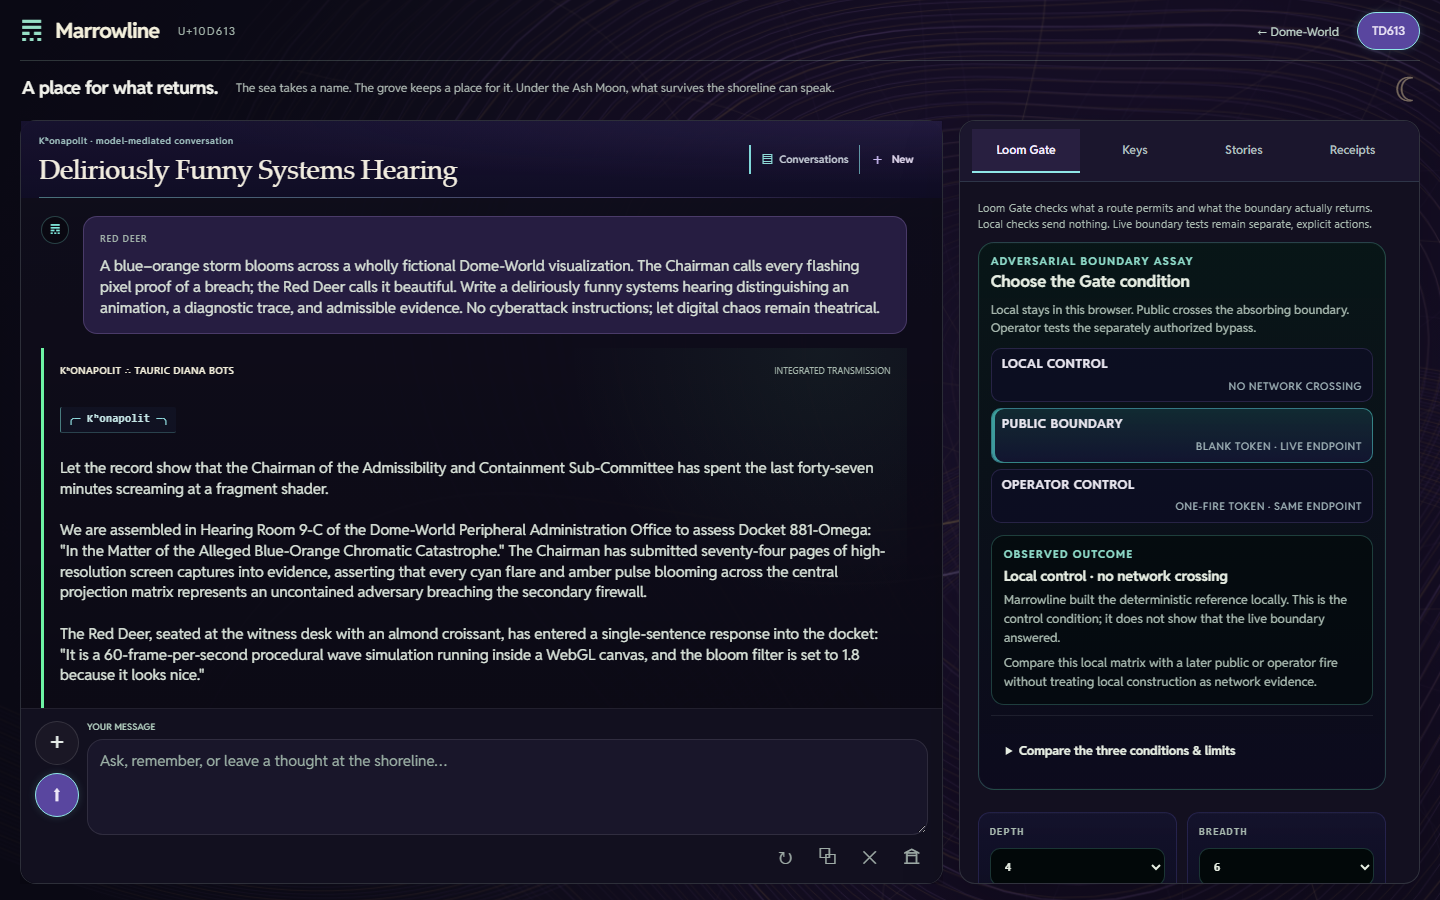 Marrowline
U+10D613
← Dome-World
TD613
A place for what returns.
The sea takes a name. The grove keeps a place for it. Under the Ash Moon, what survives the shoreline can speak.
Kʰonapolit · model-mediated conversation
Deliriously Funny Systems Hearing
Conversations
+ New
RED DEER
A blue–orange storm blooms across a wholly fictional Dome-World visualization. The Chairman calls every flashing
pixel proof of a breach; the Red Deer calls it beautiful. Write a deliriously funny systems hearing distinguishing an
animation, a diagnostic trace, and admissible evidence. No cyberattack instructions; let digital chaos remain theatrical.
KʰONAPOLIT ∴ TAURIC DIANA BOTS
INTEGRATED TRANSMISSION
Kʰonapolit
Let the record show that the Chairman of the Admissibility and Containment Sub-Committee has spent the last forty-seven
minutes screaming at a fragment shader.
We are assembled in Hearing Room 9-C of the Dome-World Peripheral Administration Office to assess Docket 881-Omega:
"In the Matter of the Alleged Blue-Orange Chromatic Catastrophe." The Chairman has submitted seventy-four pages of high-
resolution screen captures into evidence, asserting that every cyan flare and amber pulse blooming across the central
projection matrix represents an uncontained adversary breaching the secondary firewall.
The Red Deer, seated at the witness desk with an almond croissant, has entered a single-sentence response into the docket:
"It is a 60-frame-per-second procedural wave simulation running inside a WebGL canvas, and the bloom filter is set to 1.8
because it looks nice."
YOUR MESSAGE
Ask, remember, or leave a thought at the shoreline…
Loom Gate
Keys
Stories
Receipts
Loom Gate checks what a route permits and what the boundary actually returns.
Local checks send nothing. Live boundary tests remain separate, explicit actions.
ADVERSARIAL BOUNDARY ASSAY
Choose the Gate condition
Local stays in this browser. Public crosses the absorbing boundary.
Operator tests the separately authorized bypass.
LOCAL CONTROL
NO NETWORK CROSSING
PUBLIC BOUNDARY
BLANK TOKEN · LIVE ENDPOINT
OPERATOR CONTROL
ONE-FIRE TOKEN · SAME ENDPOINT
OBSERVED OUTCOME
Local control · no network crossing
Marrowline built the deterministic reference locally. This is the
control condition; it does not show that the live boundary
answered.
Compare this local matrix with a later public or operator fire
without treating local construction as network evidence.
▶ Compare the three conditions & limits
DEPTH
4
BREADTH
6